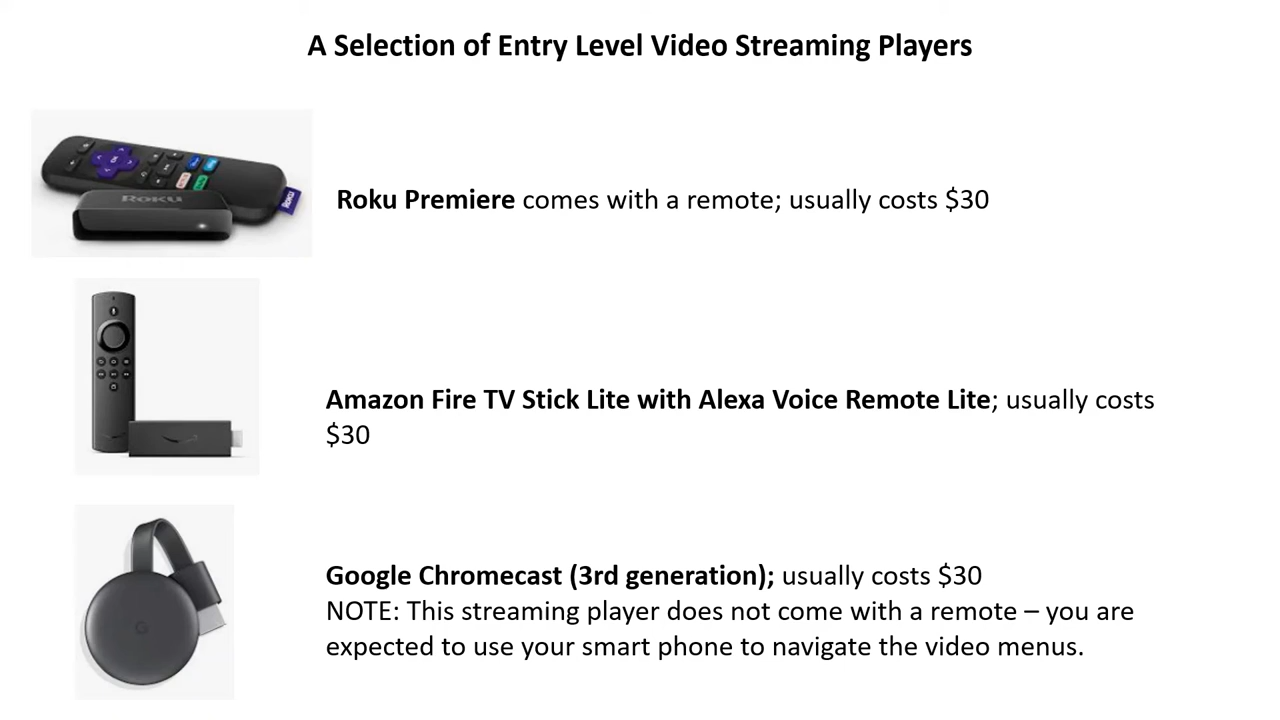 A Selection of Entry Level Video Streaming Players
Roku
Roku
Roku Premiere comes with a remote; usually costs $30
Amazon Fire TV Stick Lite with Alexa Voice Remote Lite; usually costs
$30
Google Chromecast (3rd generation); usually costs $30
NOTE: This streaming player does not come with a remote – you are
expected to use your smart phone to navigate the video menus.
G